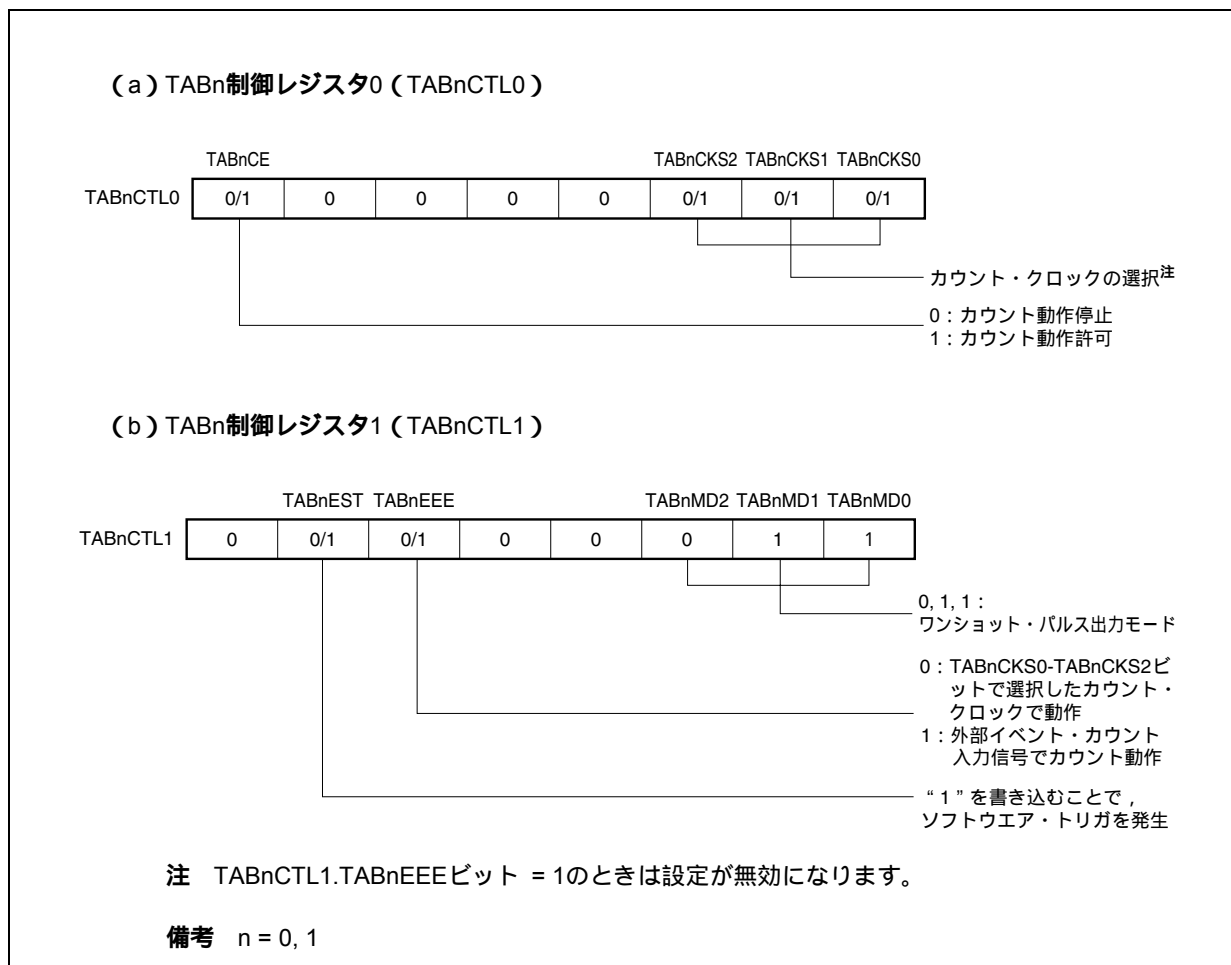 （a）TABn制御レジスタ0（TABnCTL0）
TABnCE TABnCKS2 TABnCKS1 TABnCKS0
TABnCTL0 0/1 0 0 0 0 0/1 0/1 0/1
カウント・クロックの選択注
0：カウント動作停止
1：カウント動作許可
（b）TABn制御レジスタ1（TABnCTL1）
TABnEST TABnEEE TABnMD2 TABnMD1 TABnMD0
TABnCTL1 0 0/1 0/1 0 0 0 1 1
0, 1, 1：
ワンショット・パルス出力モード
0：TABnCKS0-TABnCKS2ビ
ットで選択したカウント・
クロックで動作
1：外部イベント・カウント
入力信号でカウント動作
“1”を書き込むことで，
ソフトウエア・トリガを発生
注 TABnCTL1.TABnEEEビット = 1のときは設定が無効になります。
備考 n = 0, 1